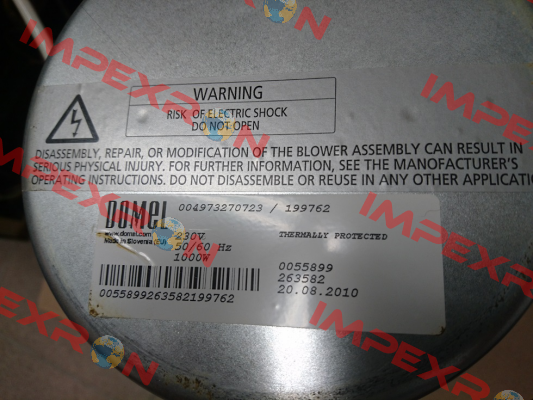 WARNING
RISK OF ELECTRIC SHOCK
DO NOT OPEN
DISASSEMBLY, REPAIR, OR MODIFICATION OF THE BLOWER ASSEMBLY CAN RESULT IN
SERIOUS PHYSICAL INJURY. FOR FURTHER INFORMATION, SEE THE MANUFACTURER'S
OPERATING INSTRUCTIONS. DO NOT DISASSEMBLE OR REUSE IN ANY OTHER
DOMEL
004973270723 / 199762
www.domel.com
Made in Slovenia (EU)
230V
THERMALLY PROTECTED
50/60 Hz
1000W
0055899
263582
20.08.2010
0055899263582199762
IMPEXRON
IMPEXRON
IMPEXRON
IMPEXRON
IMPEXRON